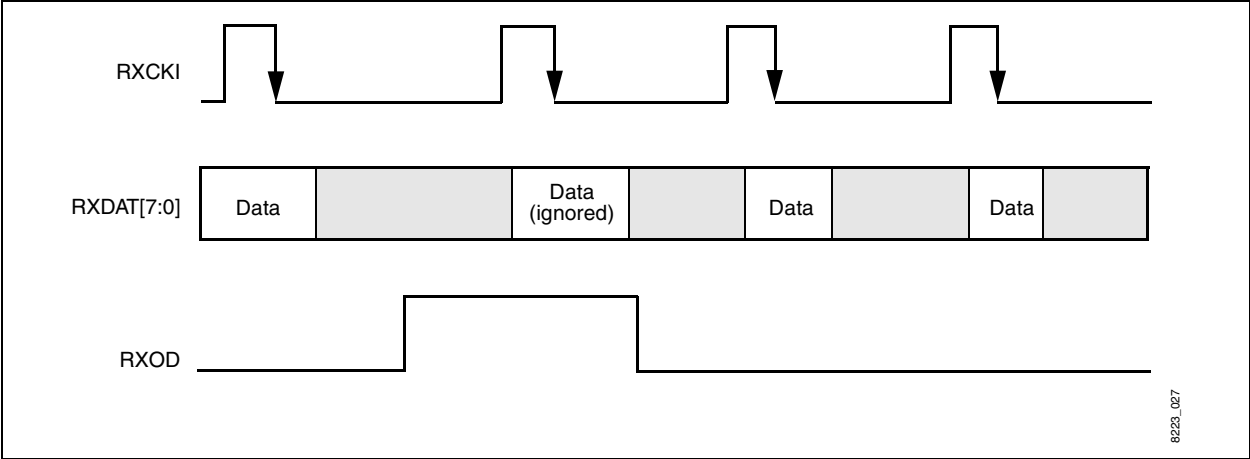 RXCKI
RXDAT[7:0]
Data
Data
(ignored)
Data
Data
RXOD
8223_027